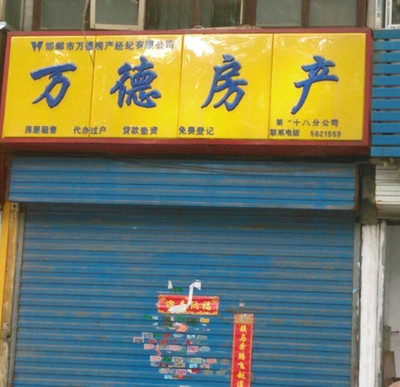 邯郸市万德房产经纪有限公司
万德房产
房屋租售 代办过户 贷款垫资 免费登记
第二十八分公司
联系电话 5621559